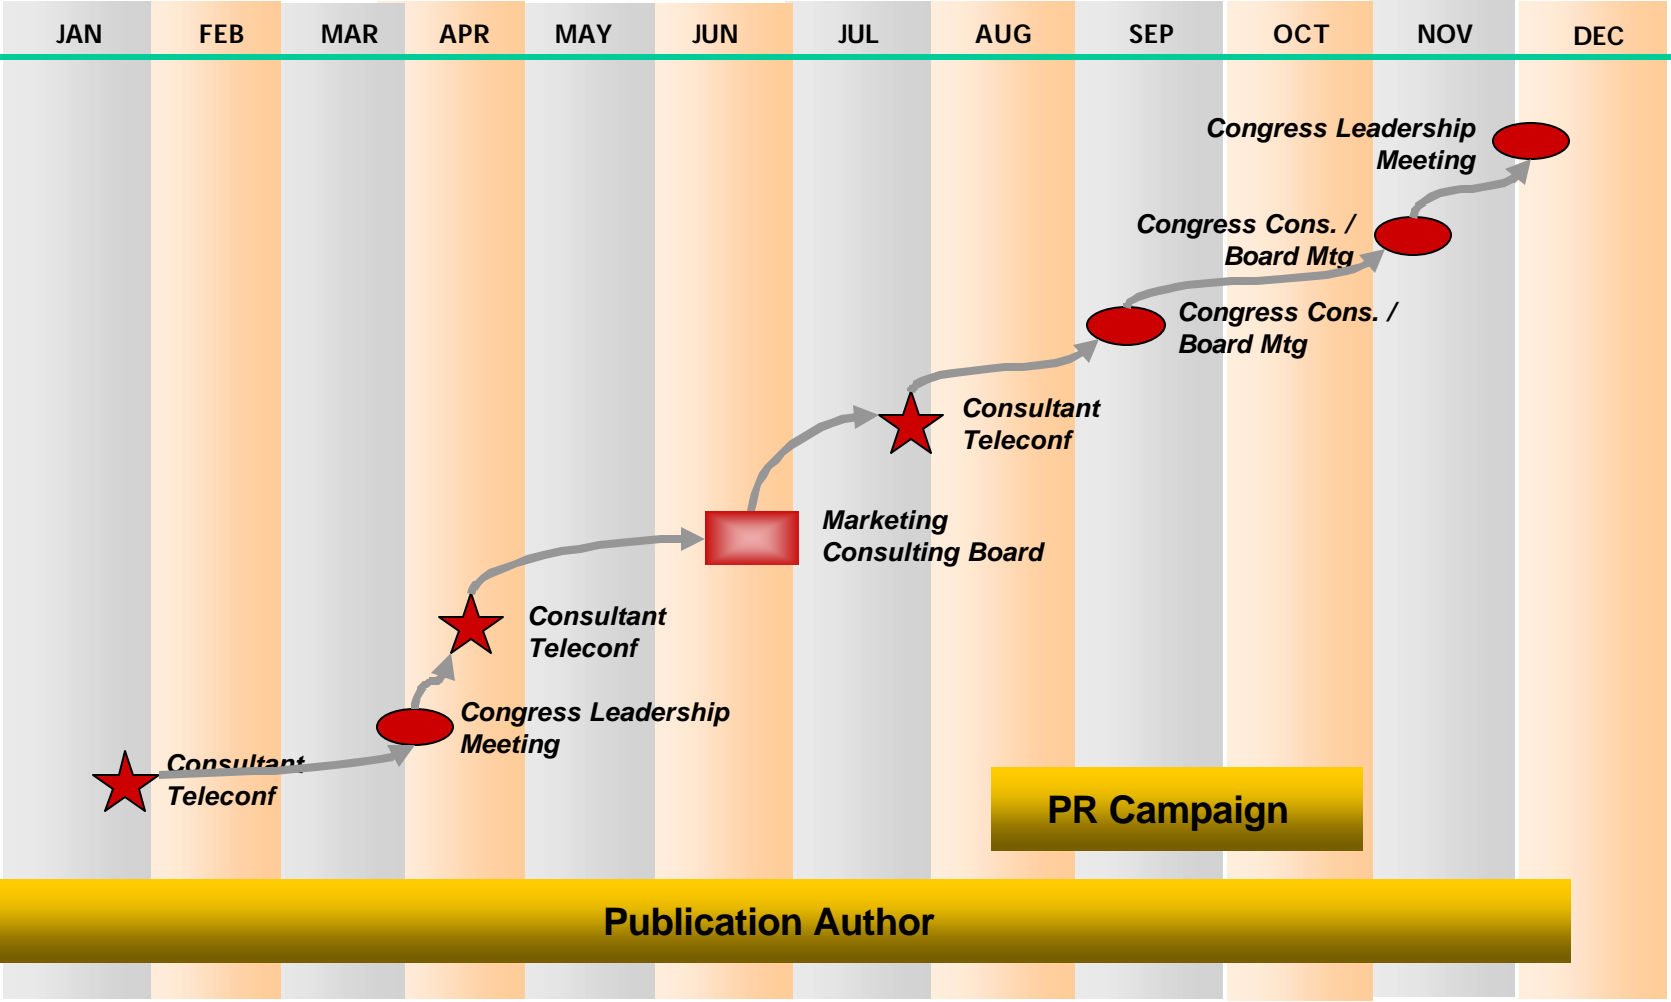 JAN FEB MAR APR MAY JUN JUL AUG SEP OCT NOV DEC
Congress Leadership
Meeting
Congress Cons. /
Board Mtg
Congress Cons. /
Board Mtg
Consultant
Teleconf
Marketing
Consulting Board
Consultant
Teleconf
Congress Leadership
Meeting
Consultant
Teleconf
PR Campaign
Publication Author